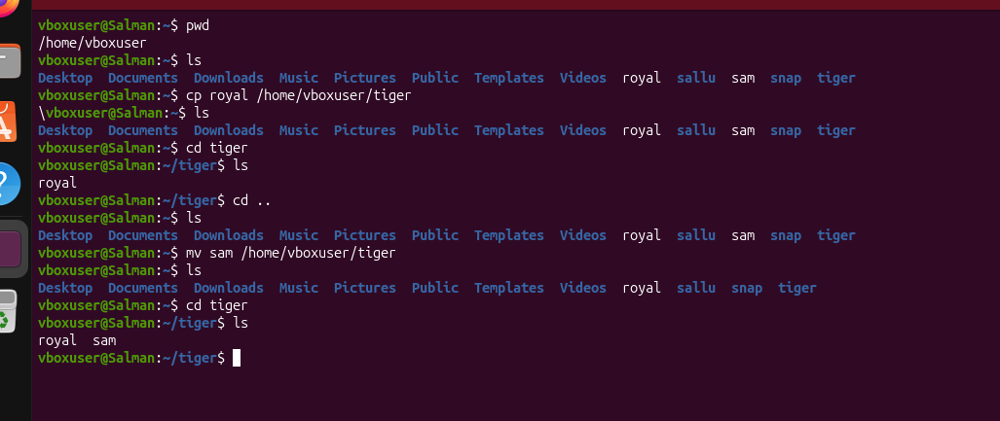 vboxuser@Salman:~$ pwd
/home/vboxuser
vboxuser@Salman:~$ ls
Desktop  Documents  Downloads  Music  Pictures  Public  Templates  Videos  royal  sallu  sam  snap  tiger
vboxuser@Salman:~$ cp royal /home/vboxuser/tiger
\vboxuser@Salman:~$ ls
Desktop  Documents  Downloads  Music  Pictures  Public  Templates  Videos  royal  sallu  sam  snap  tiger
vboxuser@Salman:~$ cd tiger
vboxuser@Salman:~/tiger$ ls
royal
vboxuser@Salman:~/tiger$ cd ..
vboxuser@Salman:~$ ls
Desktop  Documents  Downloads  Music  Pictures  Public  Templates  Videos  royal  sallu  sam  snap  tiger
vboxuser@Salman:~$ mv sam /home/vboxuser/tiger
vboxuser@Salman:~$ ls
Desktop  Documents  Downloads  Music  Pictures  Public  Templates  Videos  royal  sallu  snap  tiger
vboxuser@Salman:~$ cd tiger
vboxuser@Salman:~/tiger$ ls
royal  sam
vboxuser@Salman:~/tiger$